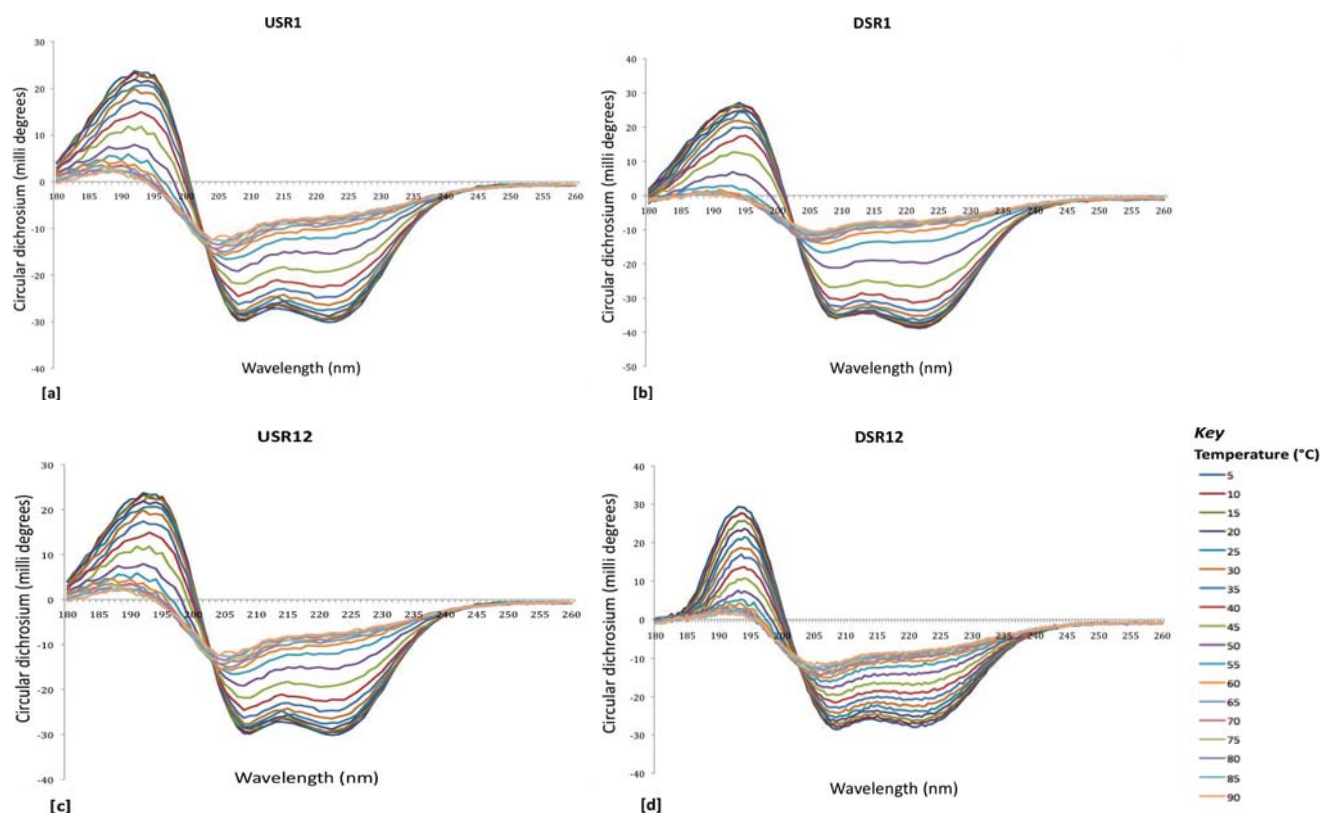 USR1
Circular dichrosium (milli degrees)
30
20
10
0
-10
-20
-30
-40
180 185 190 195 200 205 210 215 220 225 230 235 240 245 250 255 260
Wavelength (nm)
[a]
DSR1
Circular dichrosium (milli degrees)
40
30
20
10
0
-10
-20
-30
-40
-50
180 185 190 195 200 205 210 215 220 225 230 235 240 245 250 255 260
Wavelength (nm)
[b]
USR12
Circular dichrosium (milli degrees)
30
20
10
0
-10
-20
-30
-40
180 185 190 195 200 205 210 215 220 225 230 235 240 245 250 255 260
Wavelength (nm)
[c]
DSR12
Circular dichrosium (milli degrees)
40
30
20
10
0
-10
-20
-30
-40
180 185 190 195 200 205 210 215 220 225 230 235 240 245 250 255 260
Wavelength (nm)
[d]
Key
Temperature (°C)
5
10
15
20
25
30
35
40
45
50
55
60
65
70
75
80
85
90